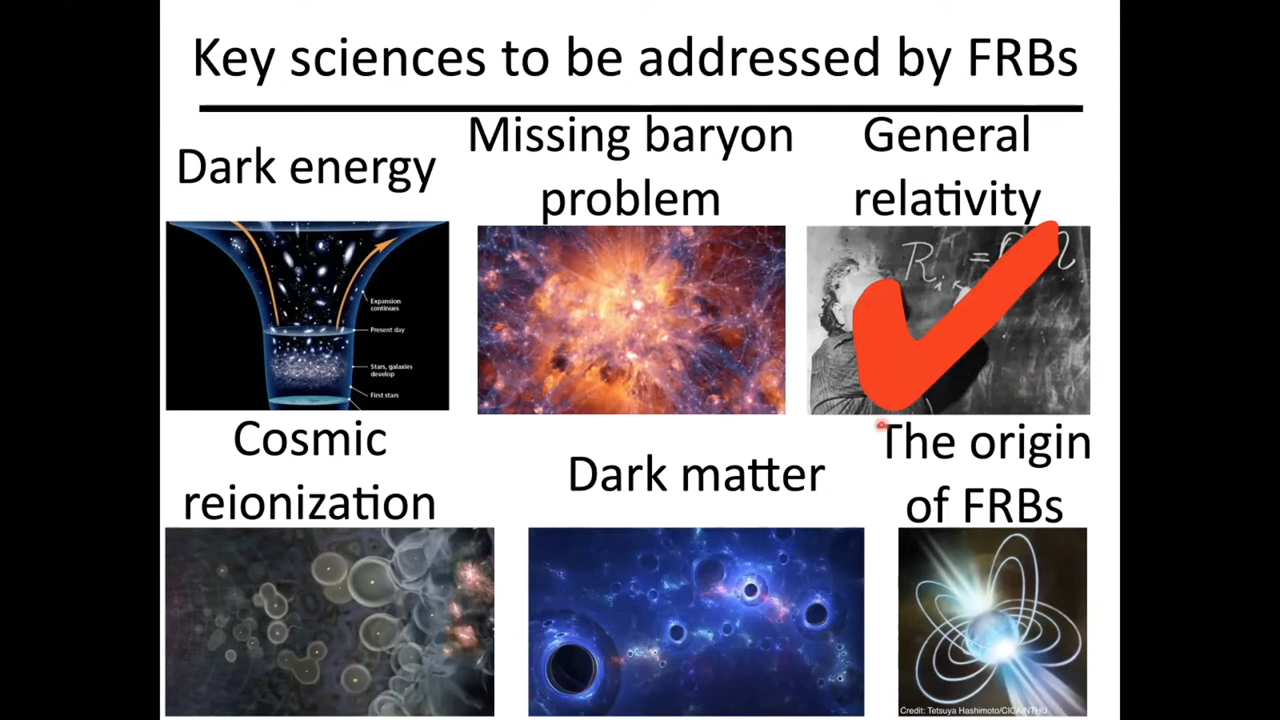 Key sciences to be addressed by FRBs
Dark energy
Missing baryon
problem
General
relativity
Expansion
continues
Present day
Stars, galaxies
develop
First stars
R
=
Cosmic
reionization
Dark matter
The origin
of FRBs
Credit: Tetsuya Hashimoto/CICA/NTHU